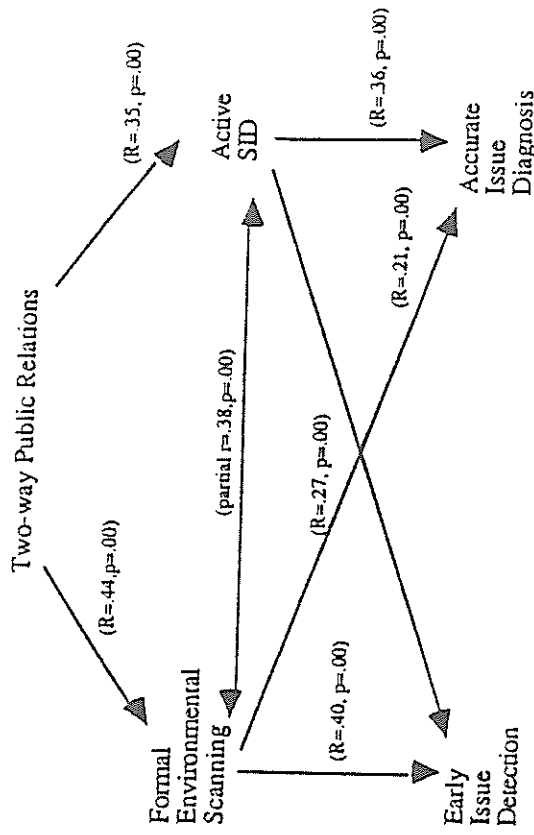 Two-way Public Relations
(R=.44,p=.00)
(R=.35, p=.00)
Formal
Environmental
Scanning
Active
SID
(partial r=.38,p=.00)
(R=.40, p=.00)
(R=.27, p=.00)
(R=.21, p=.00)
(R=.36, p=.00)
Early
Issue
Detection
Accurate
Issue
Diagnosis